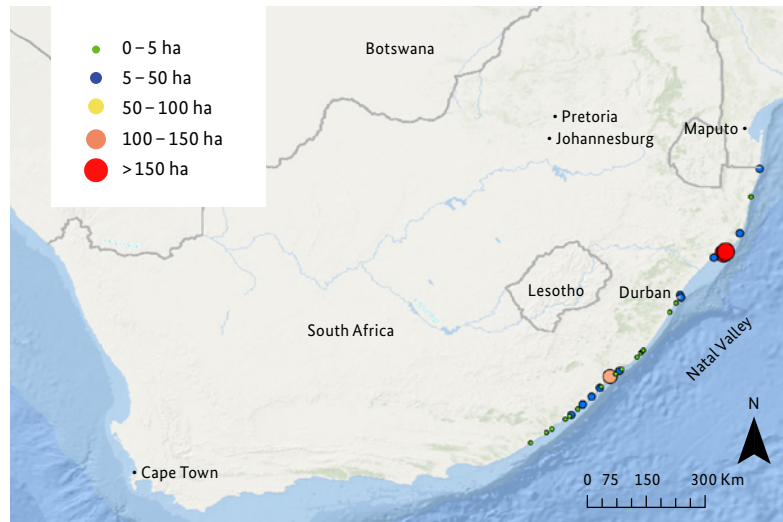 0 – 5 ha
5 – 50 ha
50 – 100 ha
100 – 150 ha
> 150 ha
Botswana
Pretoria
Johannesburg
Maputo
Lesotho
Durban
South Africa
Natal Valley
Cape Town
N
0 75 150 300 Km